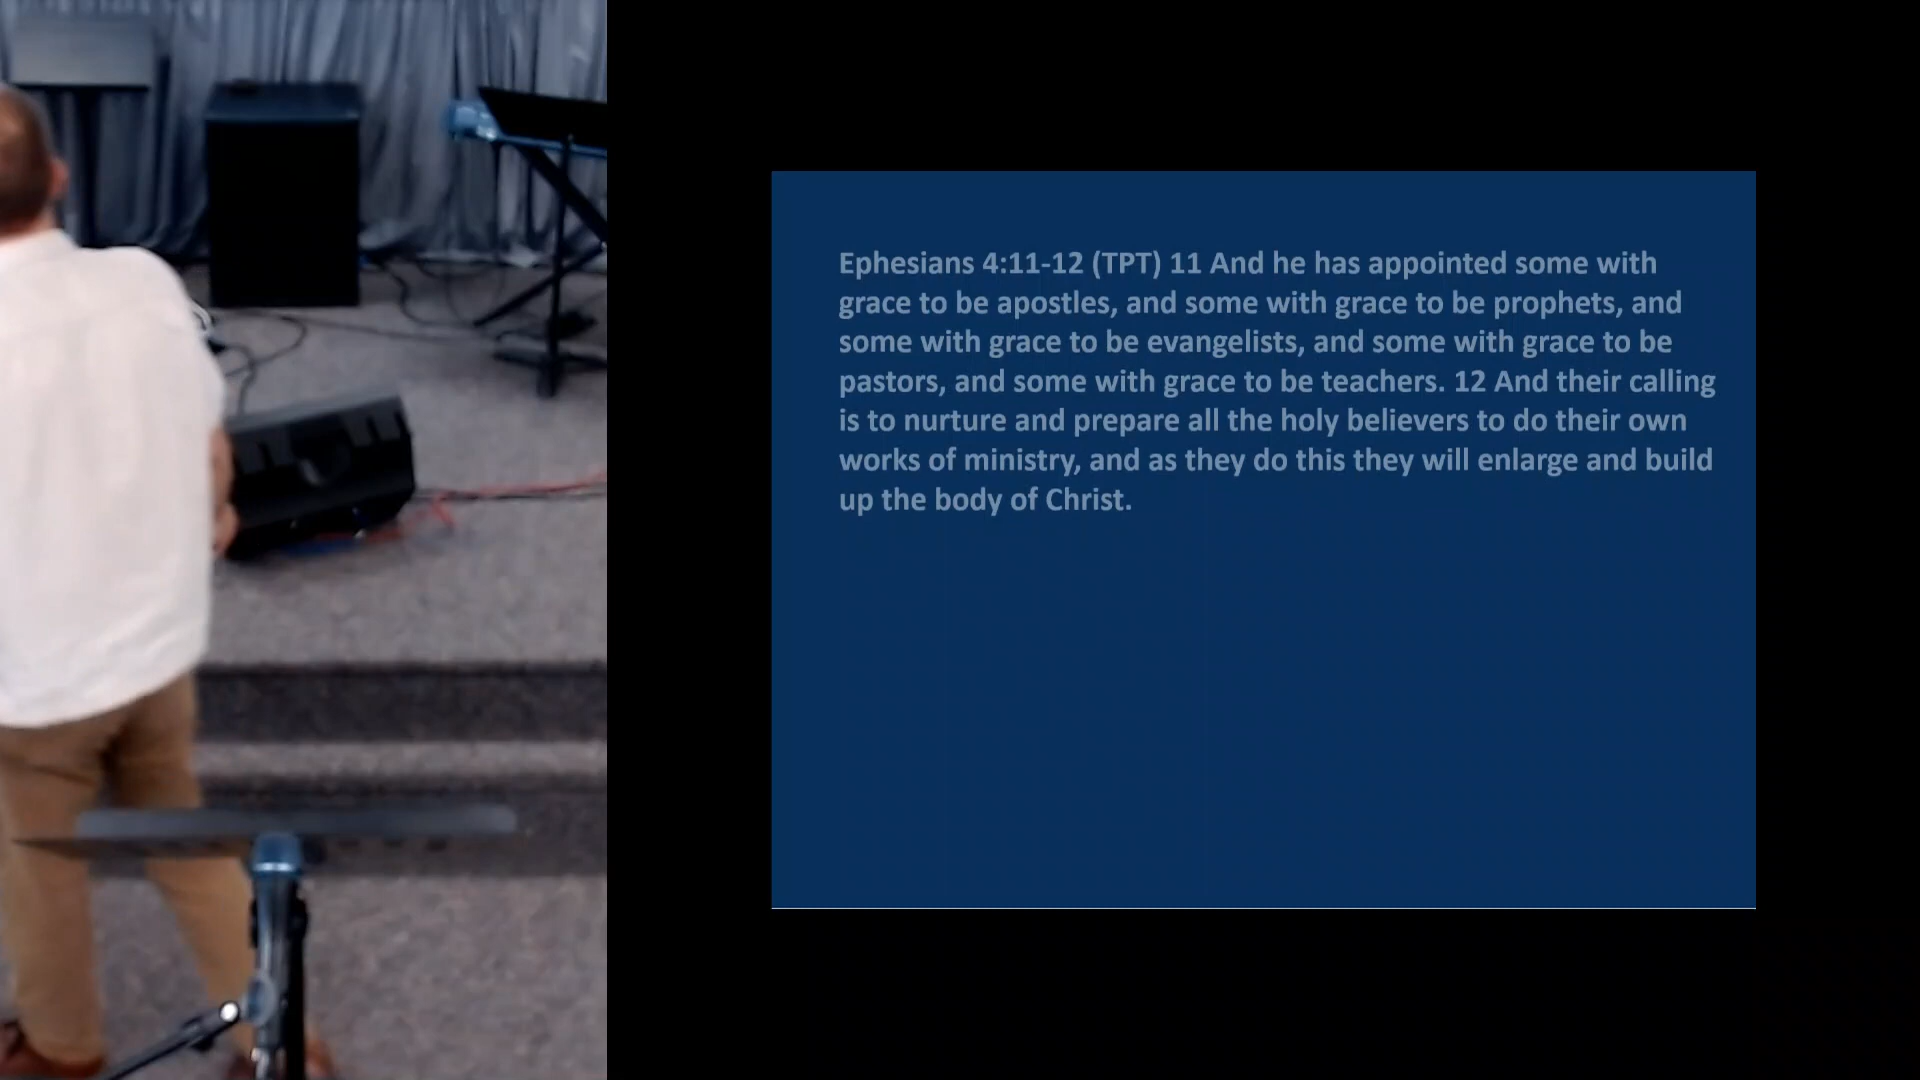 Ephesians 4:11-12 (TPT) 11 And he has appointed some with
grace to be apostles, and some with grace to be prophets, and
some with grace to be evangelists, and some with grace to be
pastors, and some with grace to be teachers. 12 And their calling
is to nurture and prepare all the holy believers to do their own
works of ministry, and as they do this they will enlarge and build
up the body of Christ.